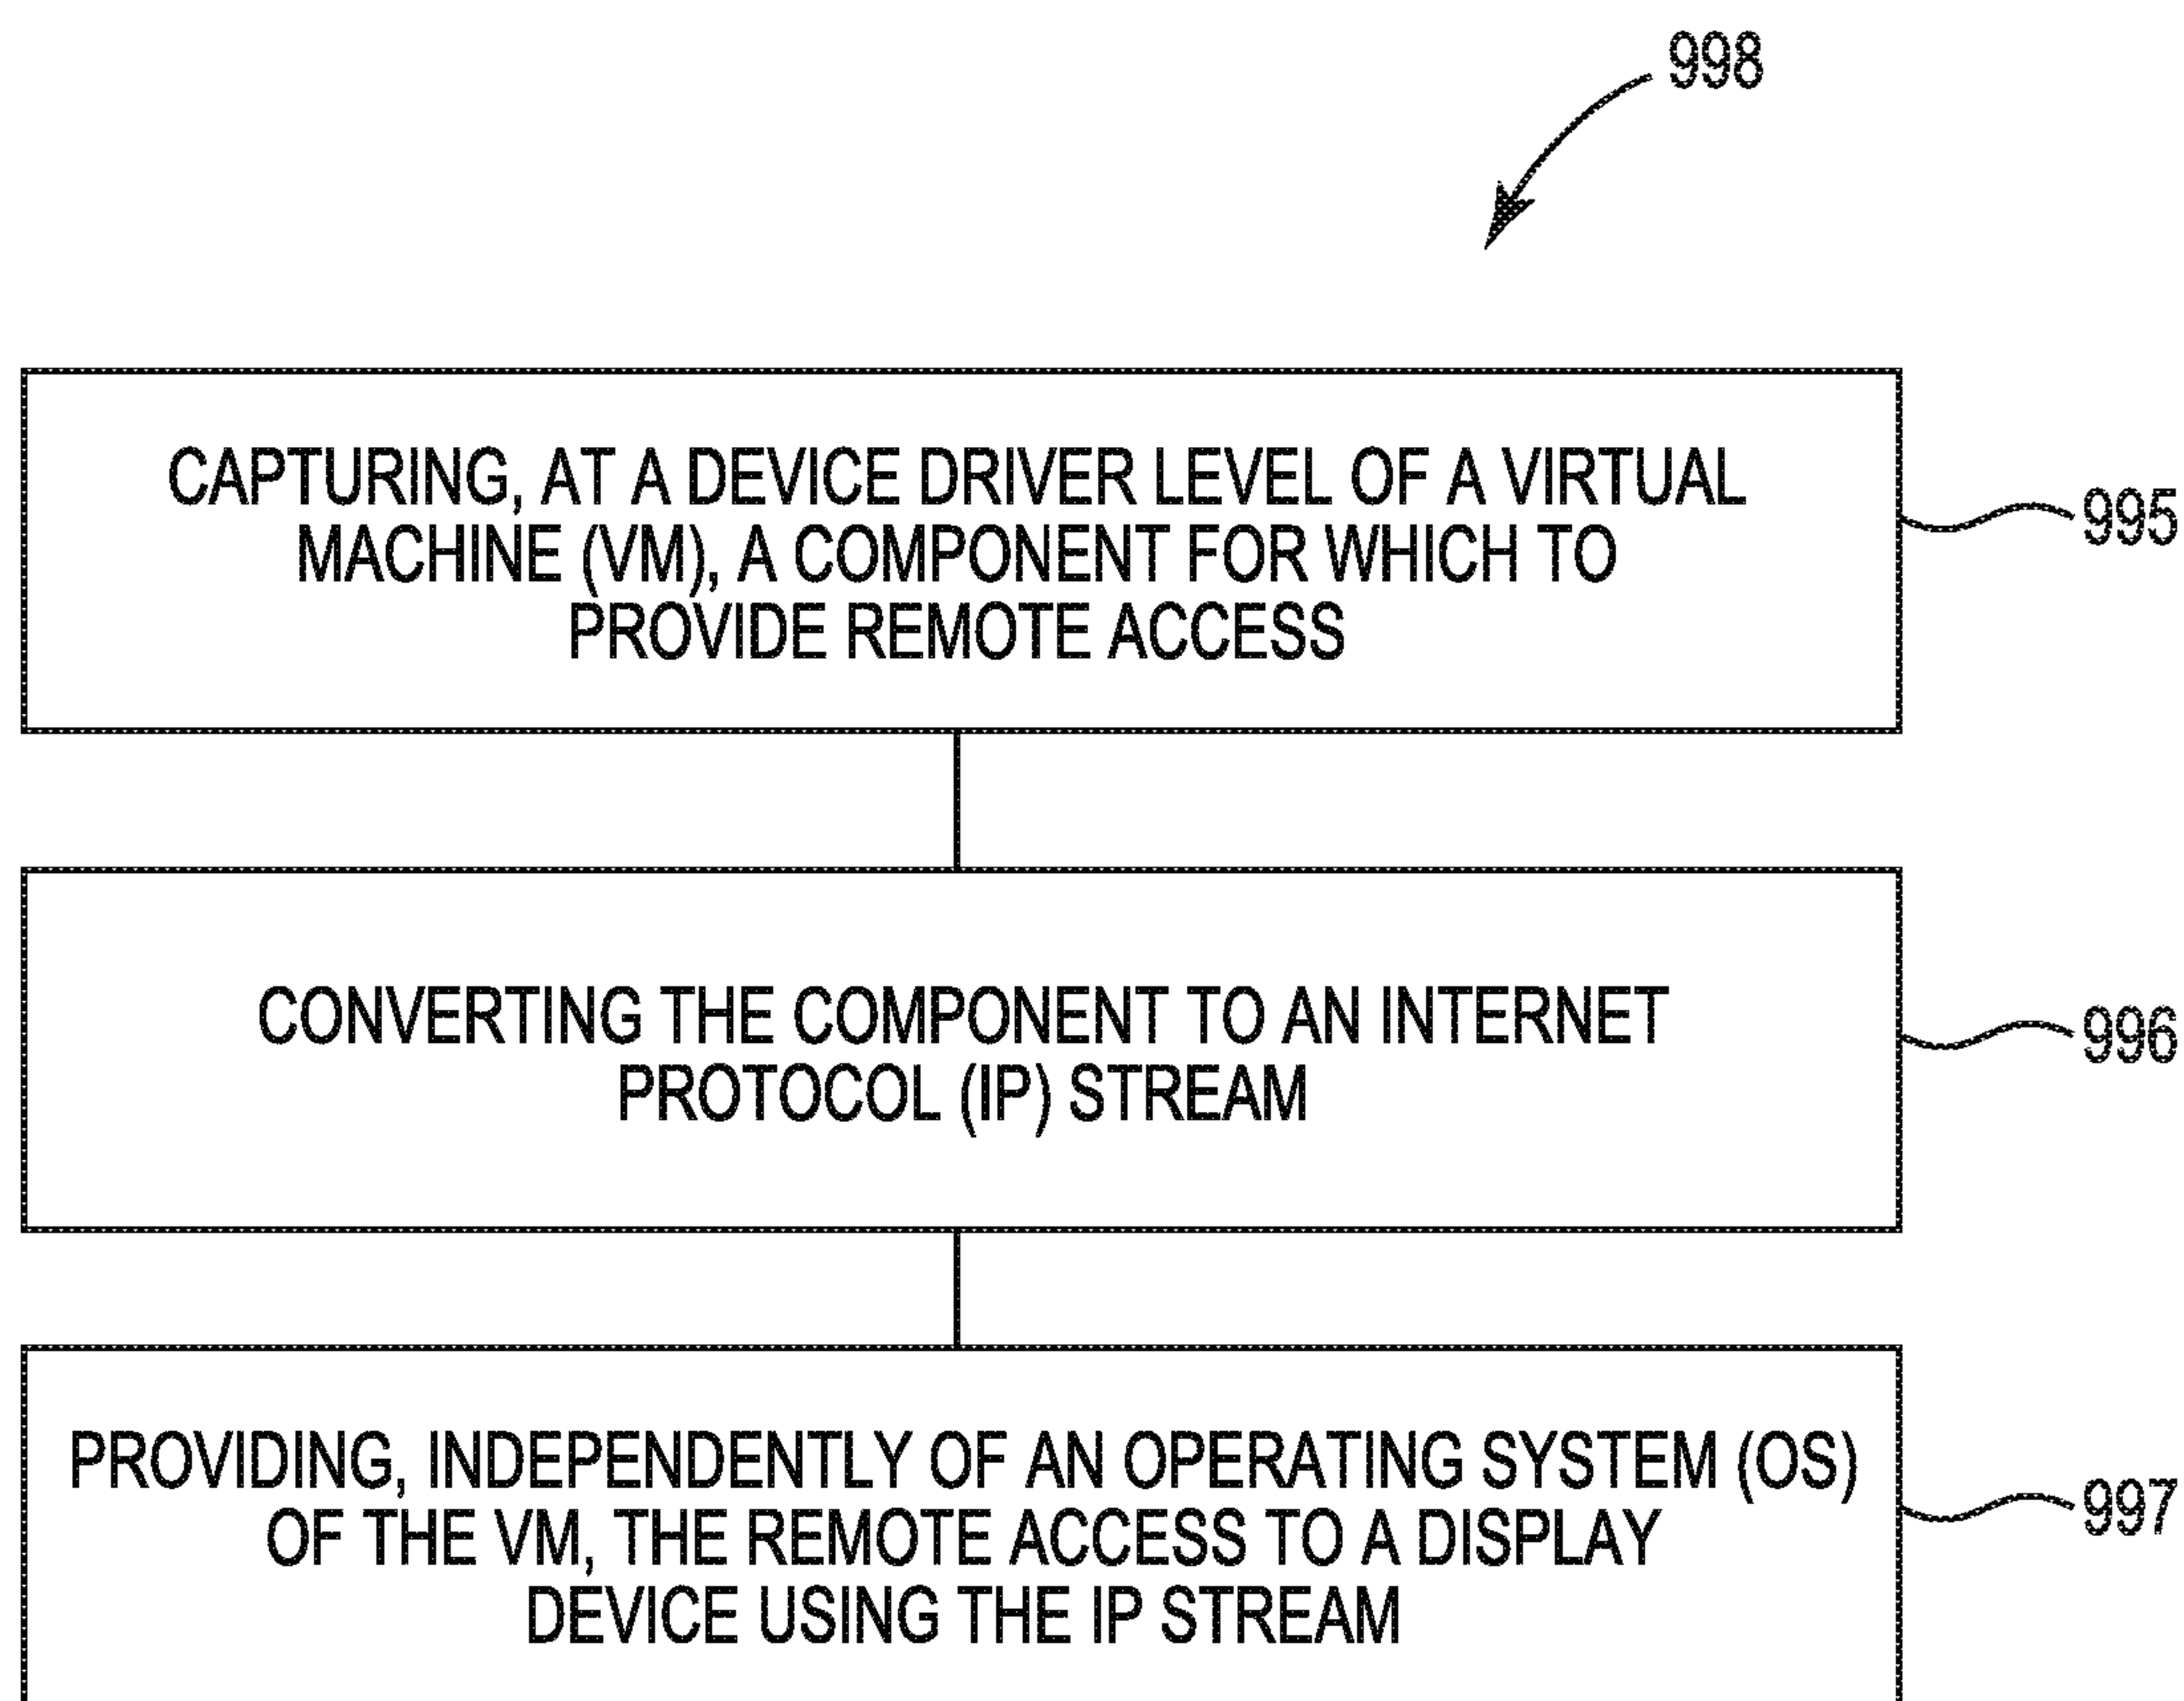 998
CAPTURING, AT A DEVICE DRIVER LEVEL OF A VIRTUAL
MACHINE (VM), A COMPONENT FOR WHICH TO
PROVIDE REMOTE ACCESS
995
CONVERTING THE COMPONENT TO AN INTERNET
PROTOCOL (IP) STREAM
996
PROVIDING, INDEPENDENTLY OF AN OPERATING SYSTEM (OS)
OF THE VM, THE REMOTE ACCESS TO A DISPLAY
DEVICE USING THE IP STREAM
997